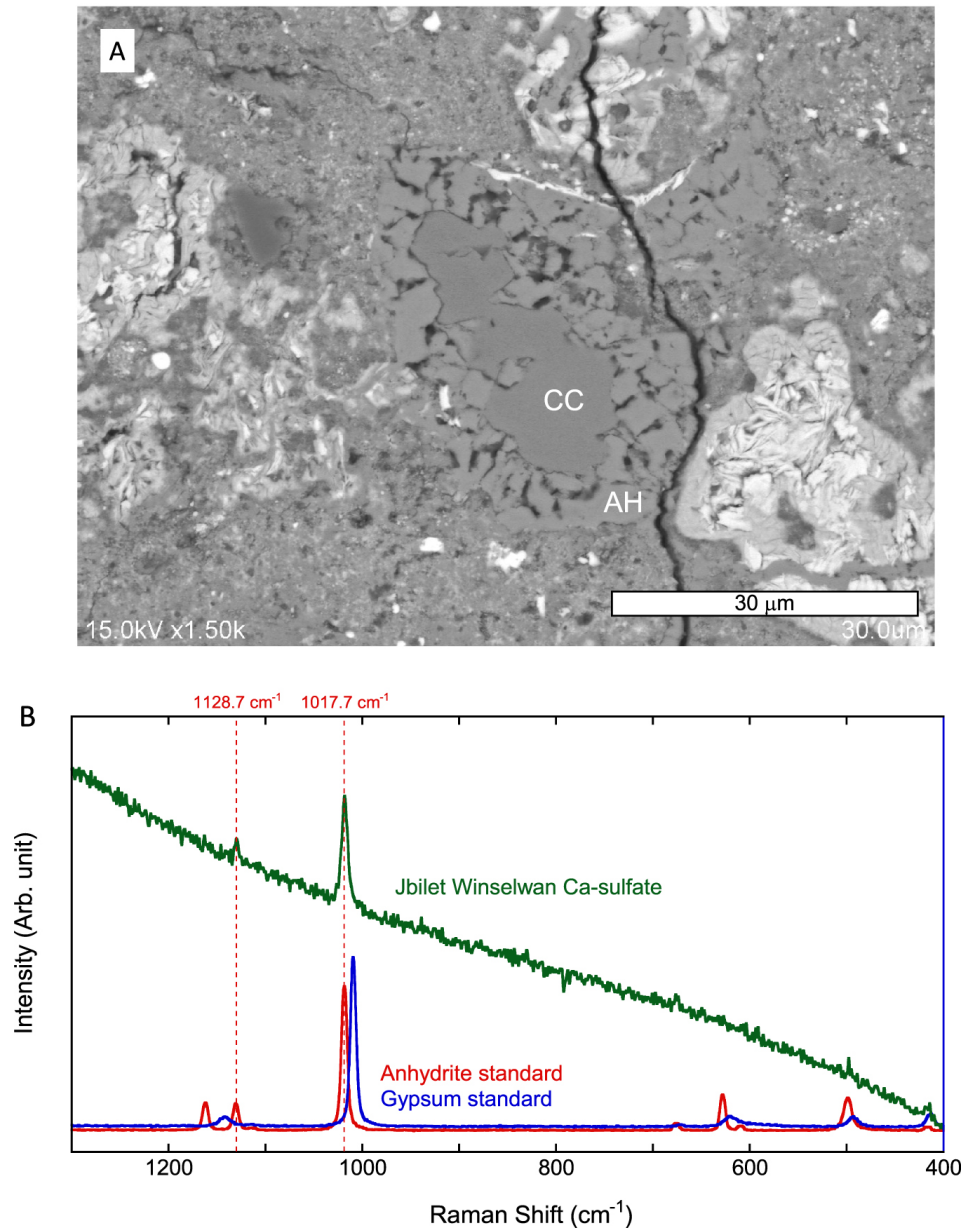 A
CC
AH
30 μm
15.0kV x1.50k 30.0um
B
1128.7 cm⁻¹ 1017.7 cm⁻¹
Intensity (Arb. unit)
Jbilet Winselwan Ca-sulfate
Anhydrite standard
Gypsum standard
1200 1000 800 600 400
Raman Shift (cm⁻¹)